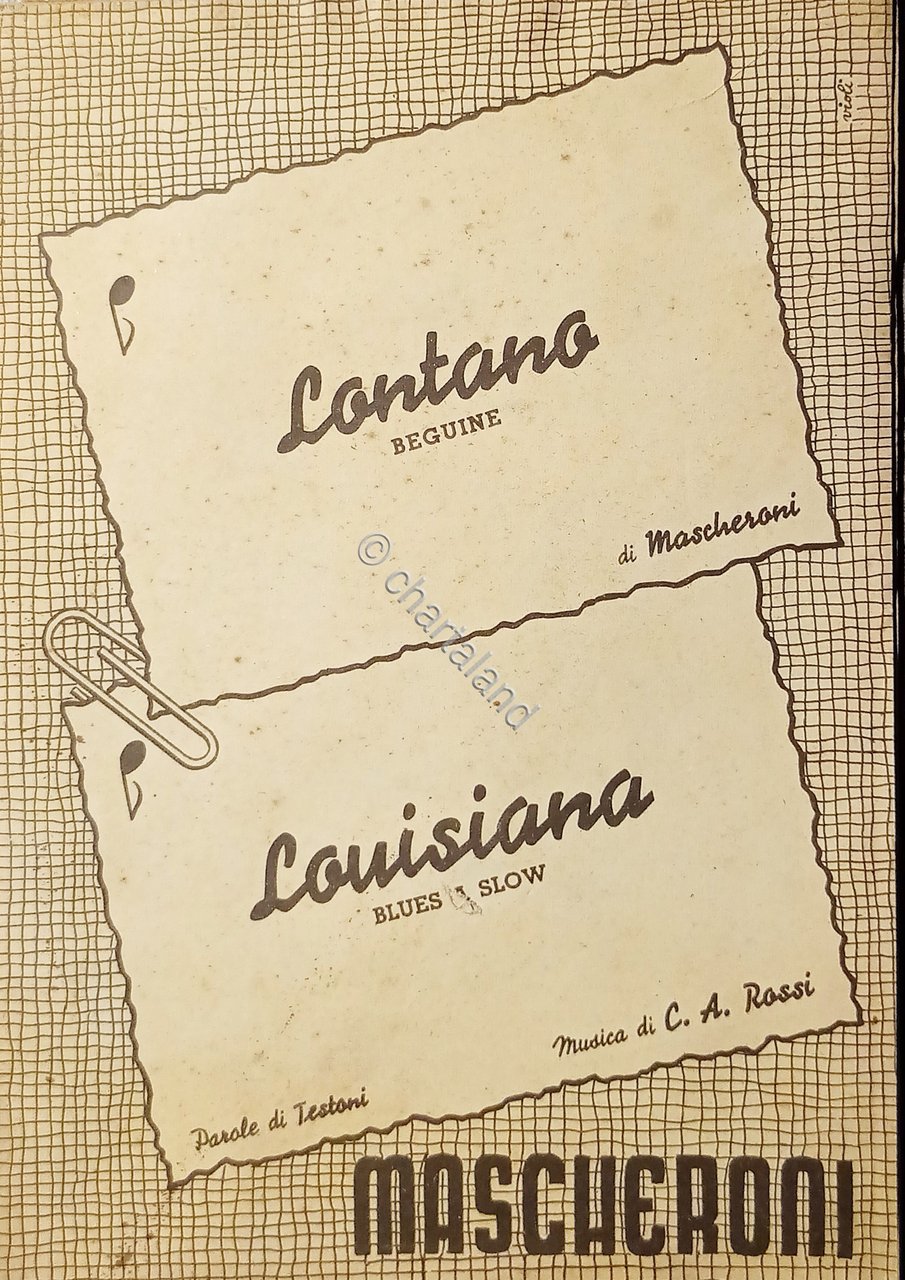 violi
Lontano
BEGUINE
di Mascheroni
© chartaland
Louisiana
BLUES SLOW
Musica di C. A. Rossi
Parole di Testoni
MASCHERONI